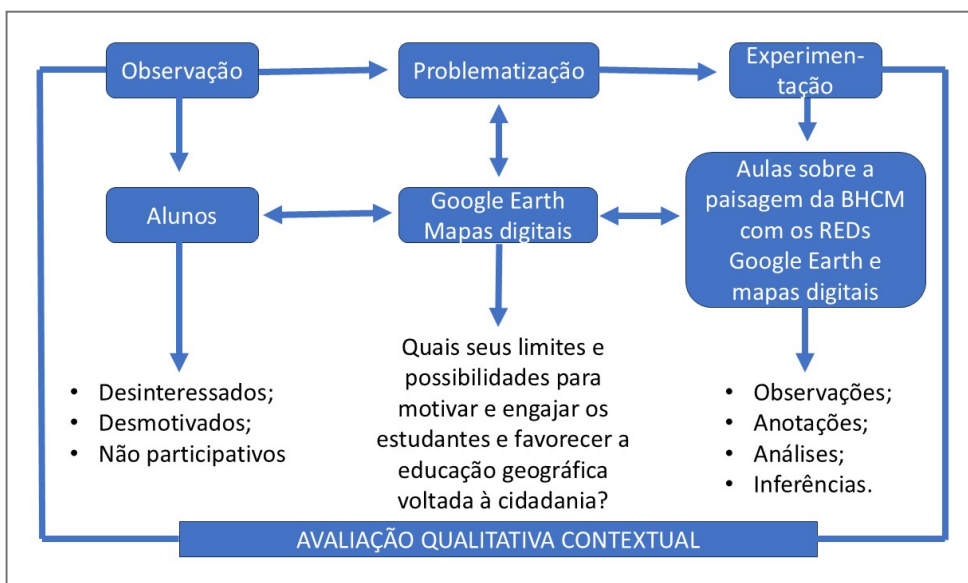 Observação
Problematização
Experimen-
tação
Alunos
Google Earth
Mapas digitais
Aulas sobre a
paisagem da BHCM
com os REDs
Google Earth e
mapas digitais
• Desinteressados;
• Desmotivados;
• Não participativos
Quais seus limites e
possibilidades para
motivar e engajar os
estudantes e favorecer a
educação geográfica
voltada à cidadania?
• Observações;
• Anotações;
• Análises;
• Inferências.
AVALIAÇÃO QUALITATIVA CONTEXTUAL